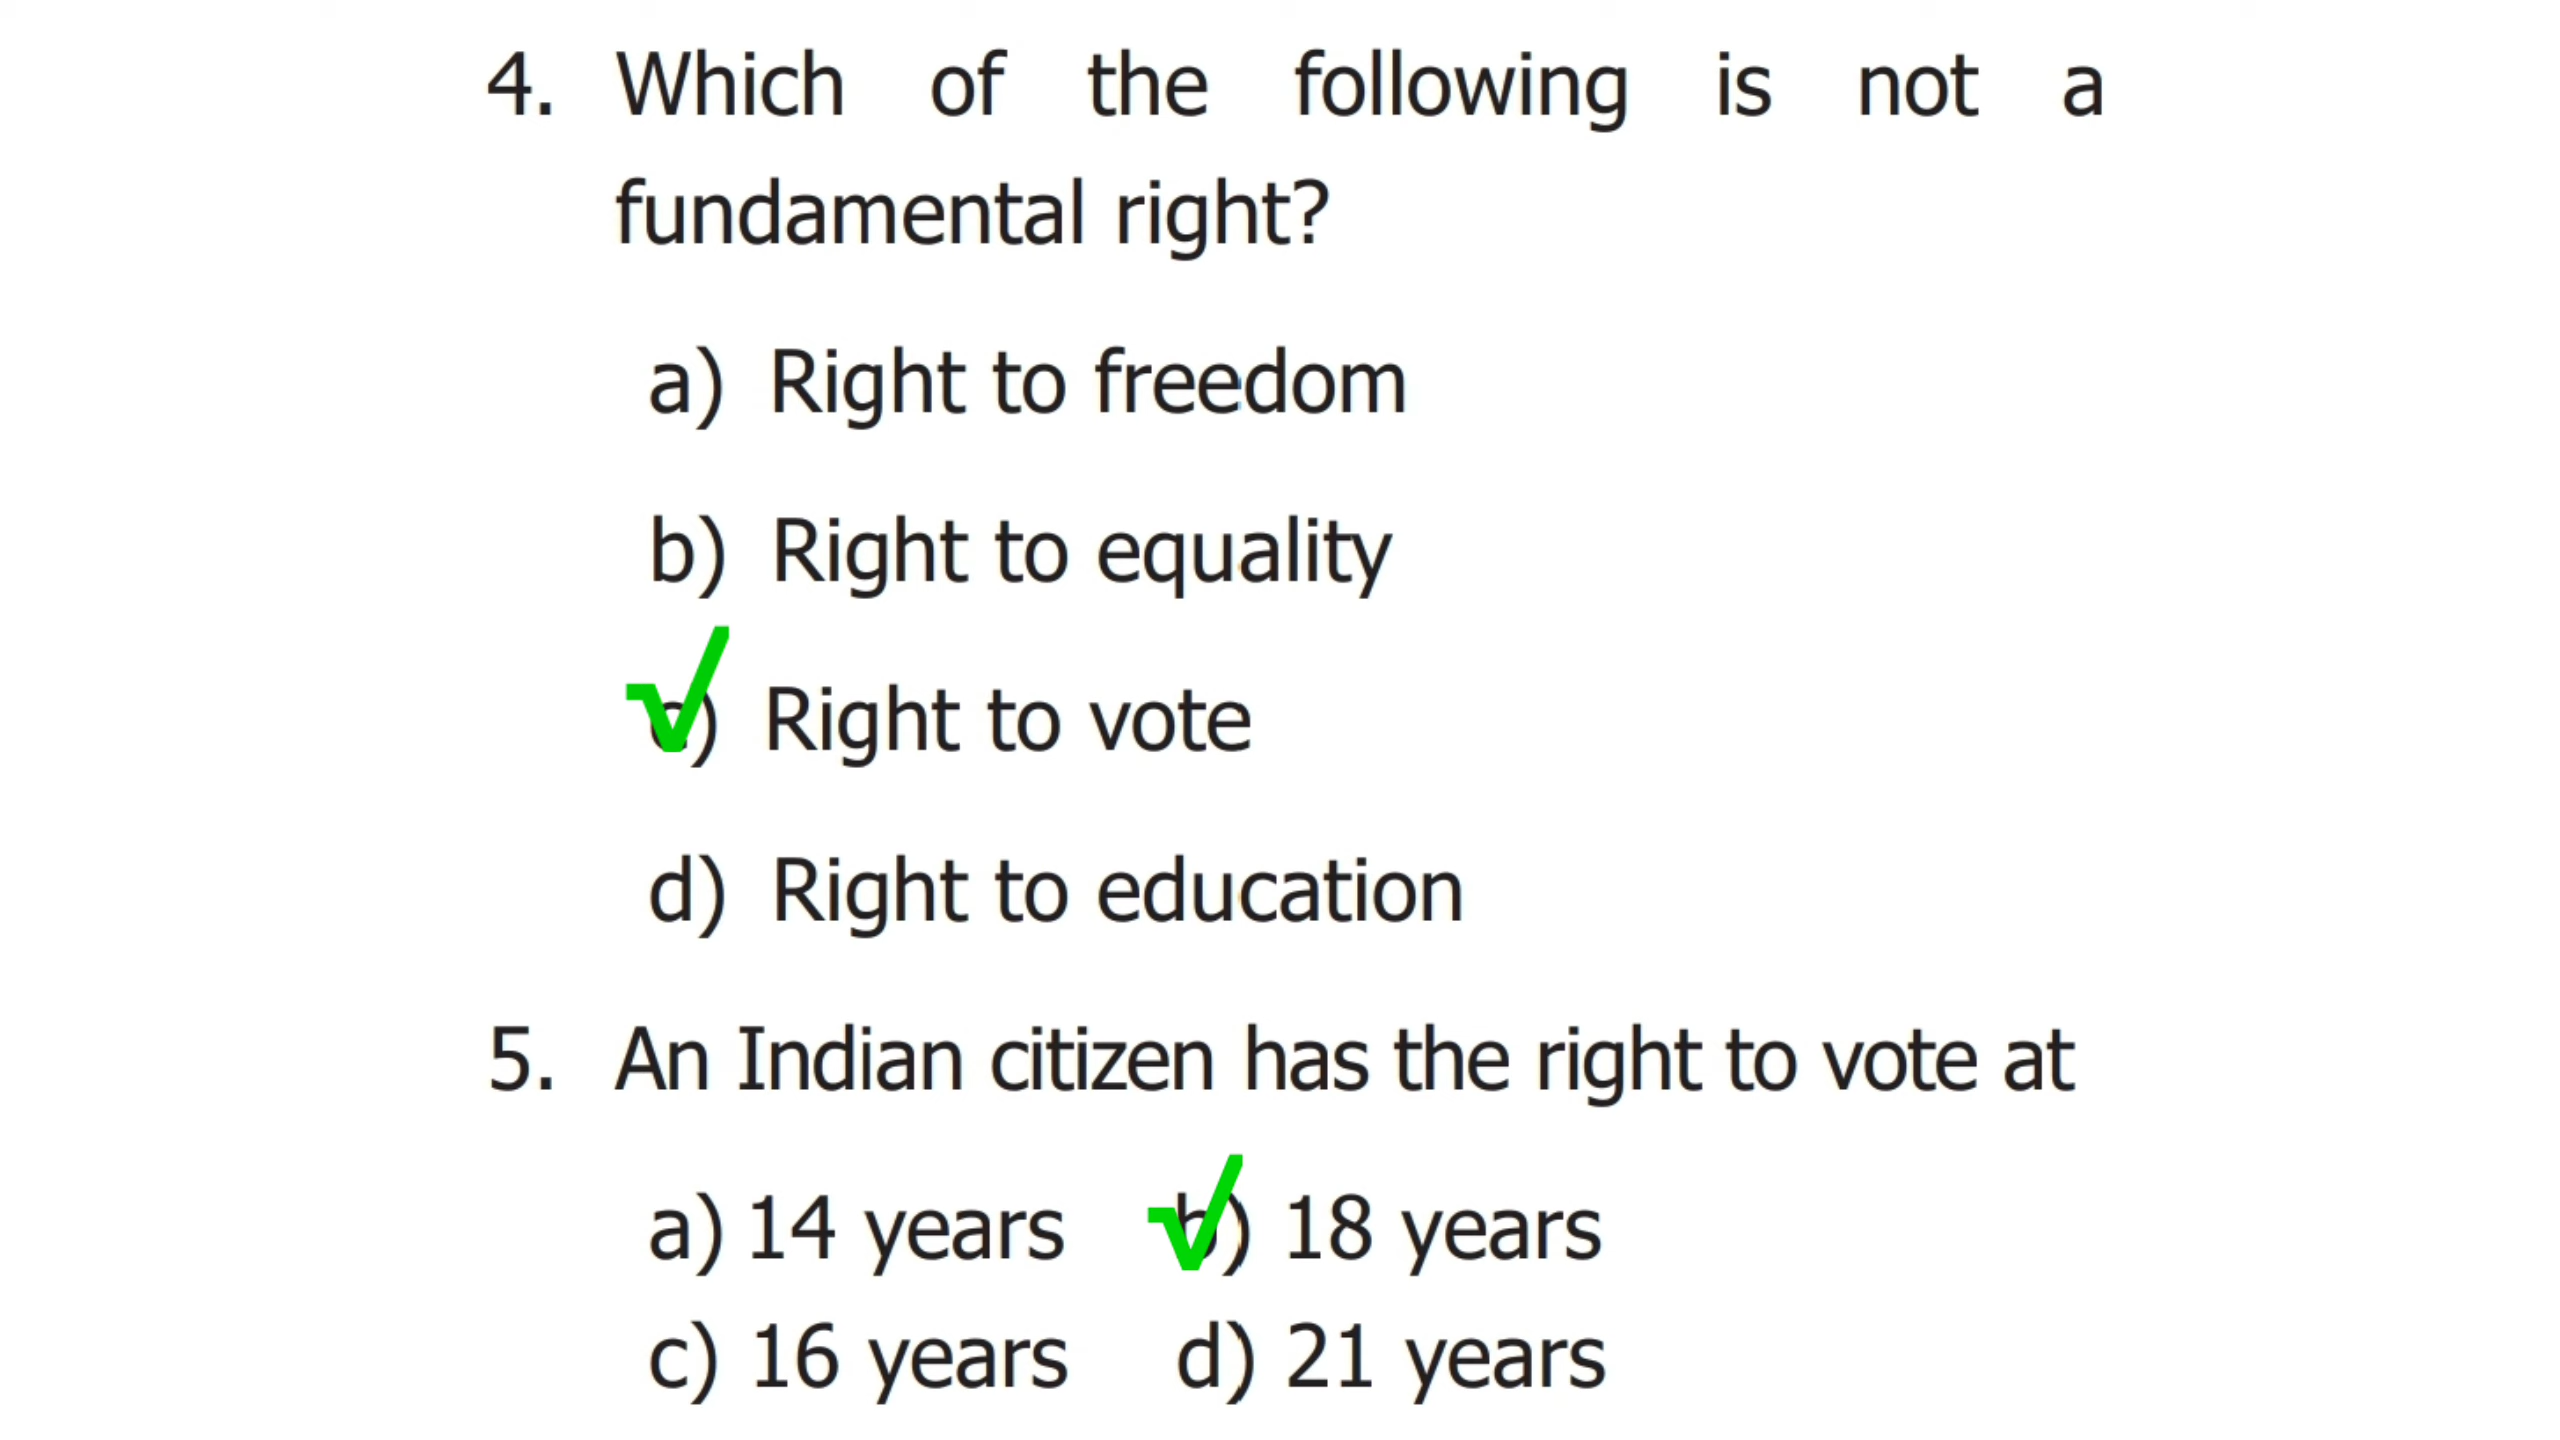 4. Which of the following is not a
fundamental right?
a) Right to freedom
b) Right to equality
c) Right to vote
d) Right to education
5. An Indian citizen has the right to vote at
a) 14 years b) 18 years
c) 16 years d) 21 years